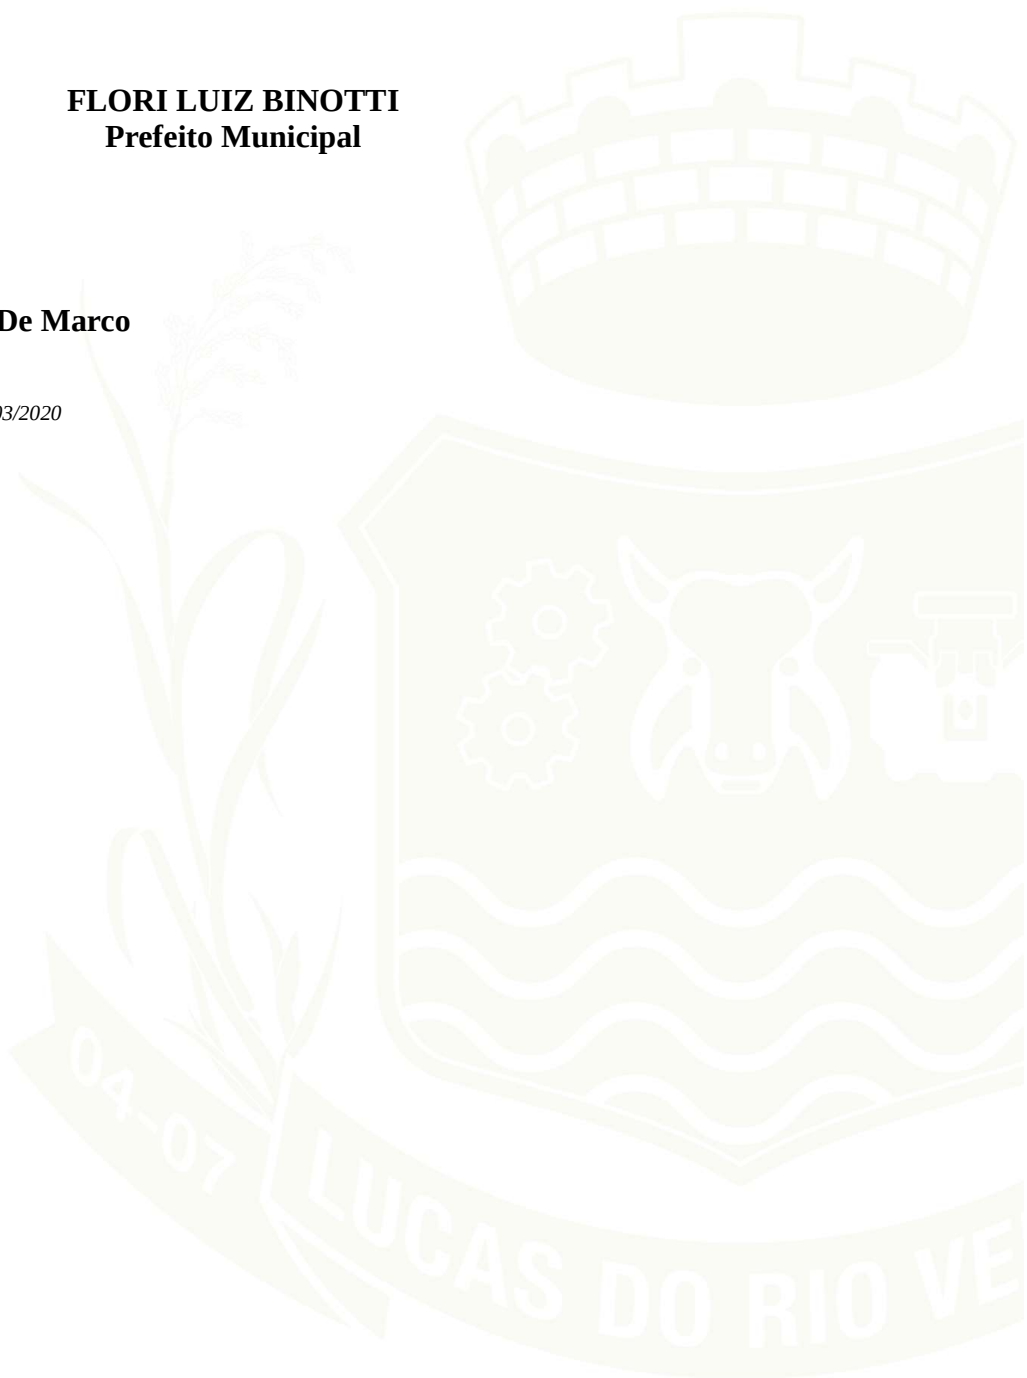 FLORI LUIZ BINOTTI
Prefeito Municipal
De Marco
03/2020
04-07
LUCAS DO RIO VE